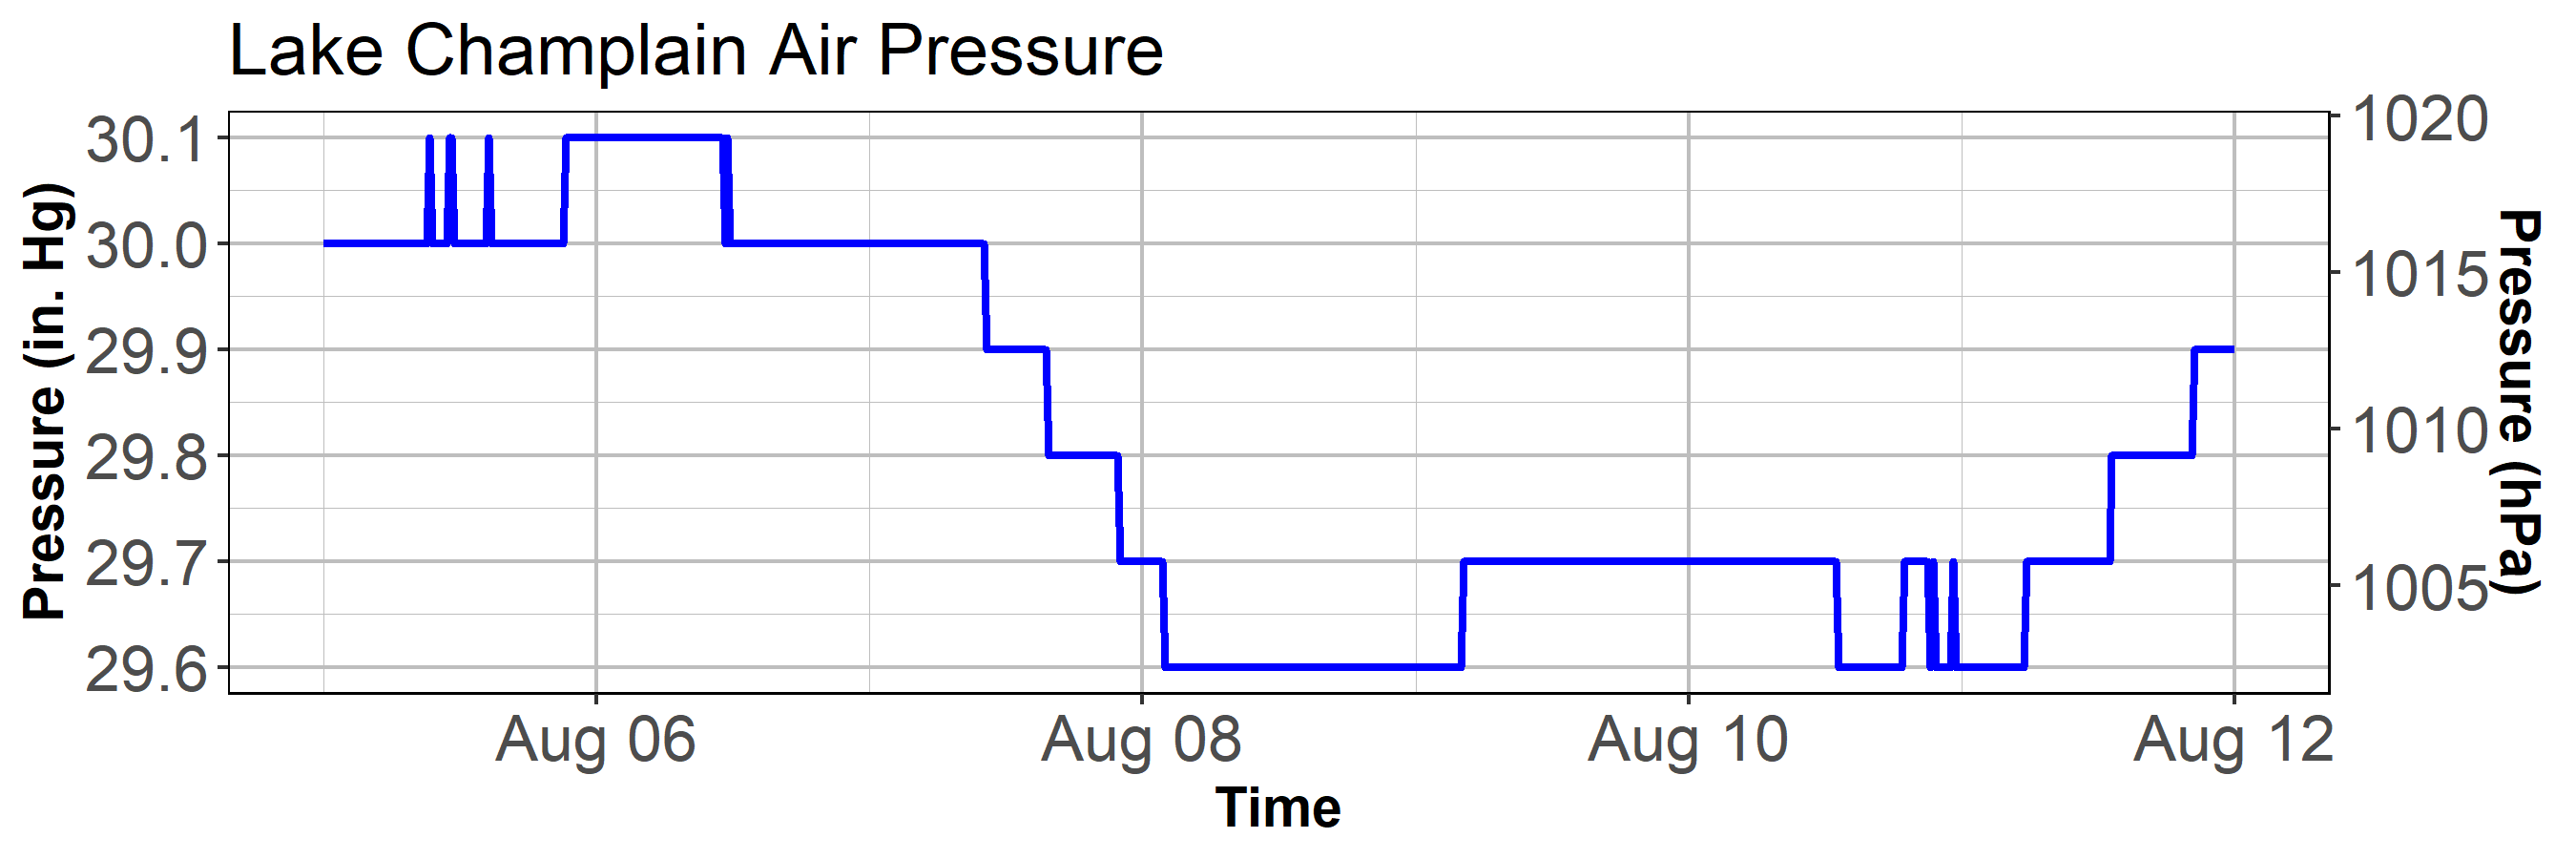 Lake Champlain Air Pressure
Pressure (in. Hg)
30.1
30.0
29.9
29.8
29.7
29.6
1020
1015
1010
1005
Pressure (hPa)
Aug 06 Aug 08 Aug 10 Aug 12
Time